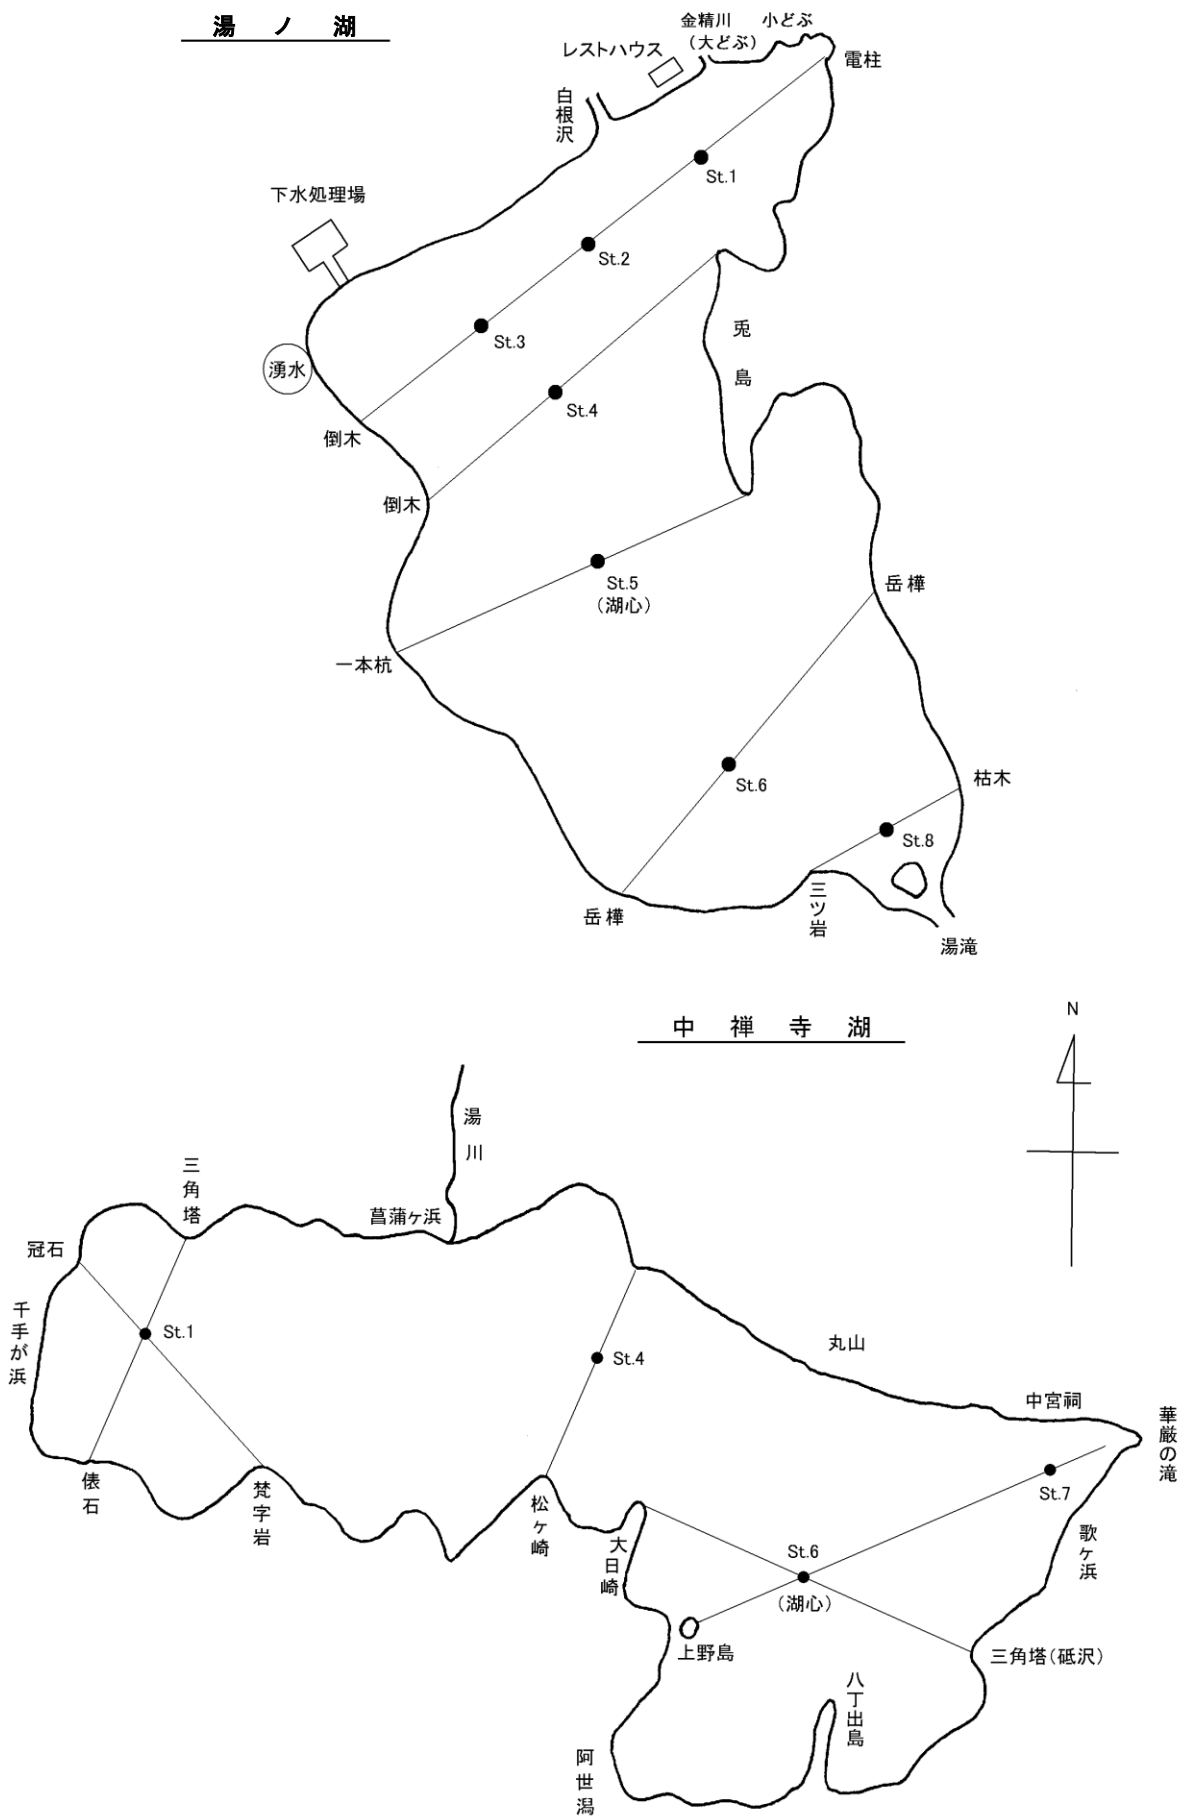 湯ノ湖
金精川
(大どぶ)
小どぶ
レストハウス
電柱
白根沢
St.1
下水処理場
St.2
St.3
兎島
湧水
St.4
倒木
倒木
St.5
(湖心)
岳樺
一本杭
St.6
枯木
St.8
岳樺
三ツ岩
湯滝
中禅寺湖
N
湯川
三角塔
菖蒲ヶ浜
冠石
千手が浜
St.1
St.4
丸山
中宮祠
華厳の滝
俵石
梵字岩
松ヶ崎
大日崎
St.7
歌ヶ浜
St.6
(湖心)
上野島
三角塔(砥沢)
八丁出島
阿世潟